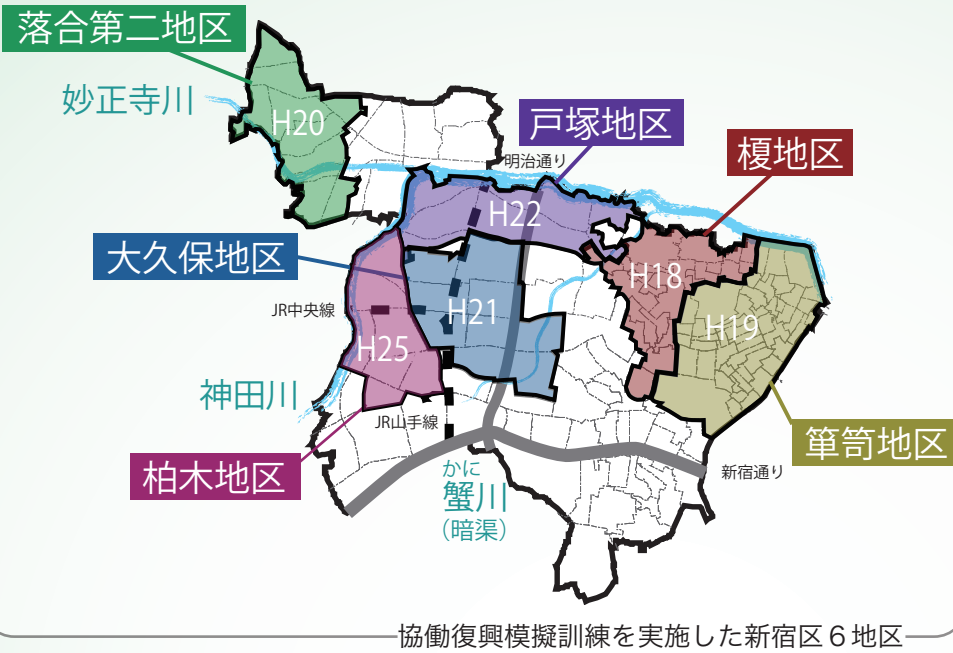 落合第二地区
妙正寺川
H20
戸塚地区
明治通り
榎地区
H22
大久保地区
H18
JR中央線
H21
H19
H25
神田川
JR山手線
箪笥地区
柏木地区
かに
蟹川
（暗渠）
新宿通り
協働復興模擬訓練を実施した新宿区６地区